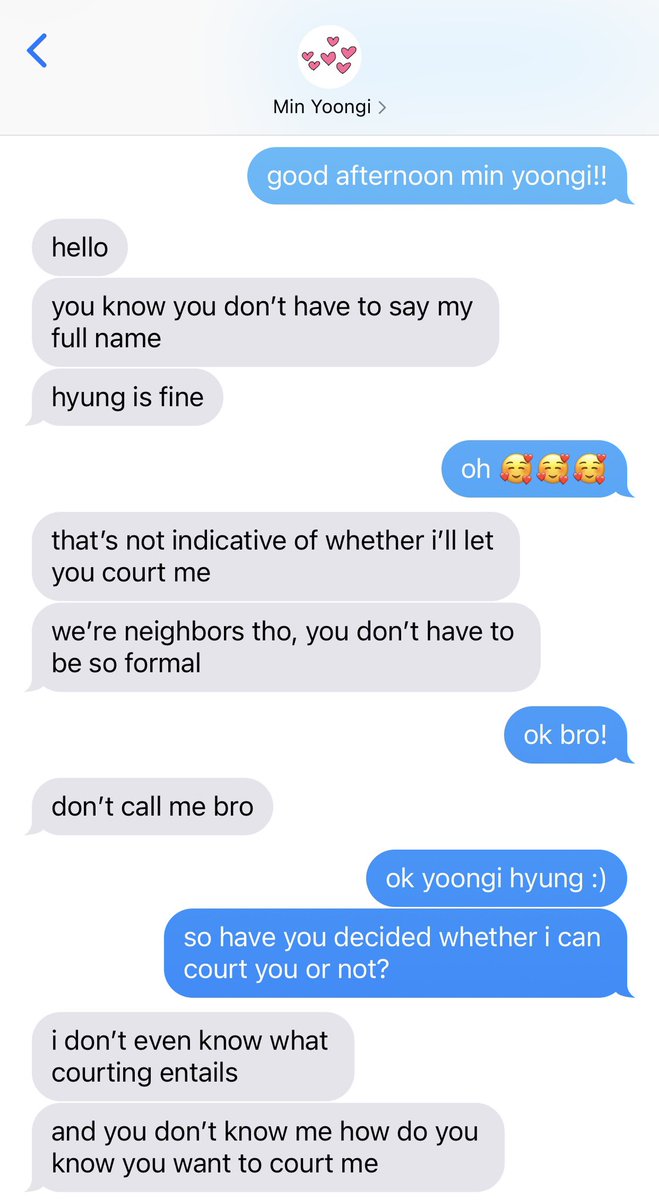 Min Yoongi >
good afternoon min yoongi!!
hello
you know you don’t have to say my
full name
hyung is fine
oh 🥰🥰🥰
that’s not indicative of whether i’ll let
you court me
we’re neighbors tho, you don’t have to
be so formal
ok bro!
don’t call me bro
ok yoongi hyung :)
so have you decided whether i can
court you or not?
i don’t even know what
courting entails
and you don’t know me how do you
know you want to court me